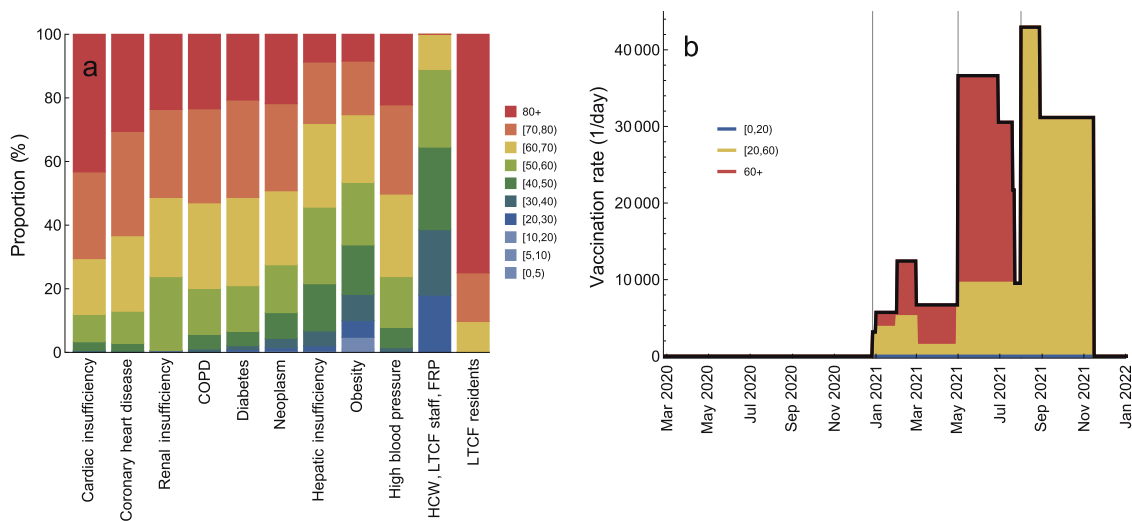 a
Proportion (%)
100
80
60
40
20
0
Cardiac insufficiency
Coronary heart disease
Renal insufficiency
COPD
Diabetes
Neoplasm
Hepatic insufficiency
Obesity
High blood pressure
HCW, LTCF staff, FRP
LTCF residents
80+
[70,80)
[60,70)
[50,60)
[40,50)
[30,40)
[20,30)
[10,20)
[5,10)
[0,5)
b
Vaccination rate (1/day)
40 000
30 000
20 000
10 000
0
[0,20)
[20,60)
60+
Mar 2020
May 2020
Jul 2020
Sep 2020
Nov 2020
Jan 2021
Mar 2021
May 2021
Jul 2021
Sep 2021
Nov 2021
Jan 2022